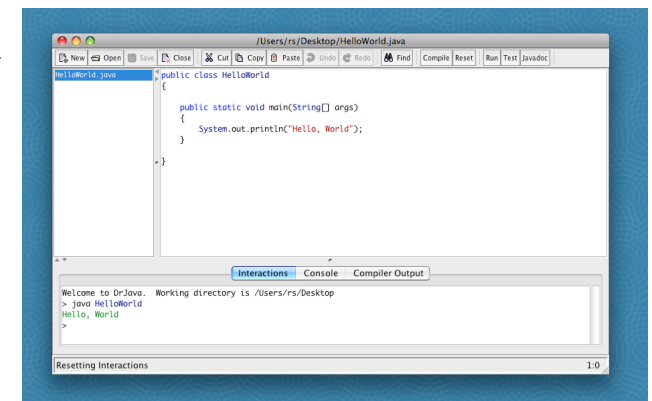 /Users/rs/Desktop/HelloWorld.java
New Open Save Close Cut Copy Paste Undo Redo Find Compile Reset Run Test Javadoc
HelloWorld.java
public class HelloWorld
{
public static void main(String[] args)
{
System.out.println("Hello, World");
}
}
Interactions Console Compiler Output
Welcome to DrJava. Working directory is /Users/rs/Desktop
> java HelloWorld
Hello, World
>
Resetting Interactions 1:0